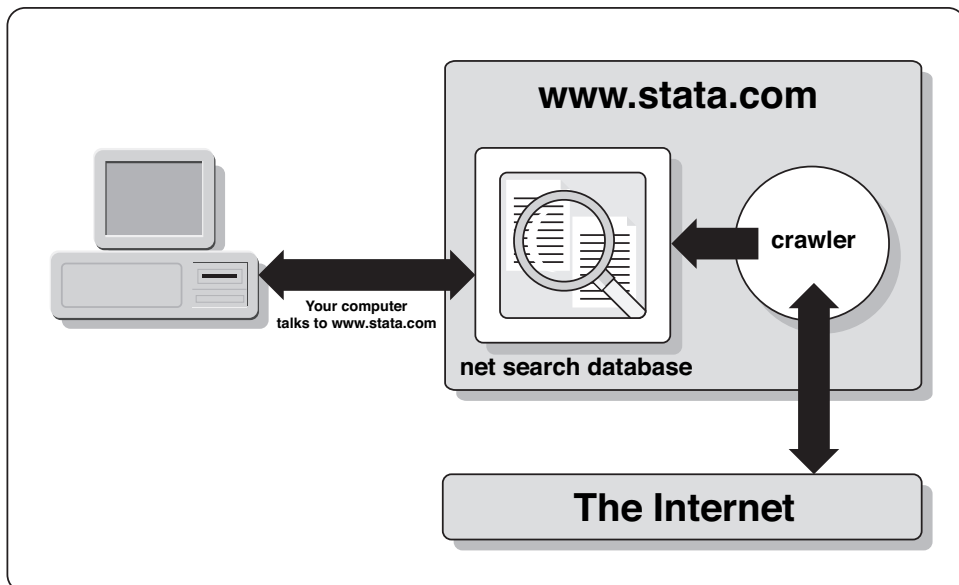 www.stata.com
crawler
Your computer
talks to www.stata.com
net search database
The Internet